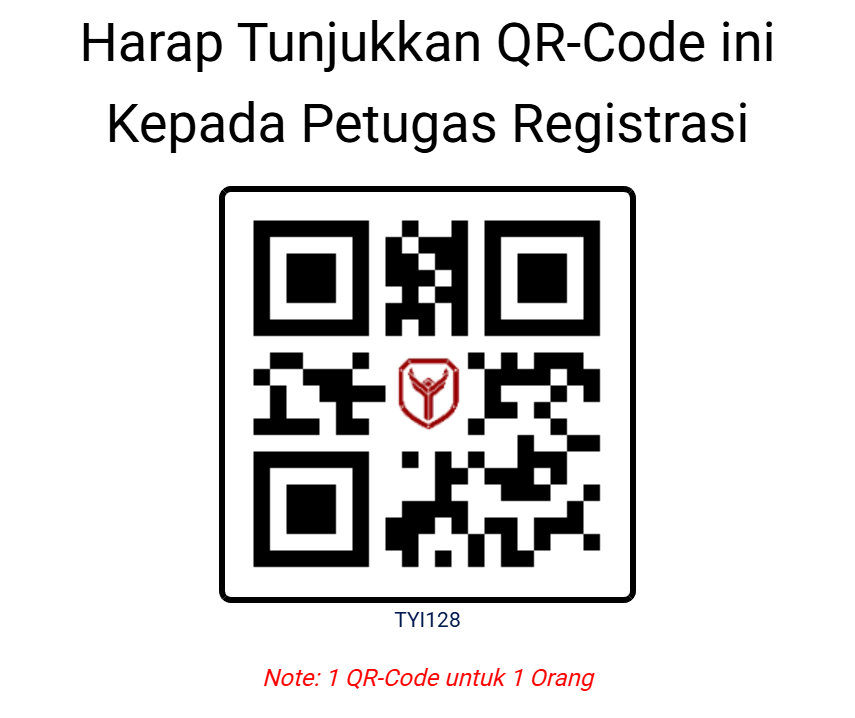 Harap Tunjukkan QR-Code ini
Kepada Petugas Registrasi
TYI128
Note: 1 QR-Code untuk 1 Orang